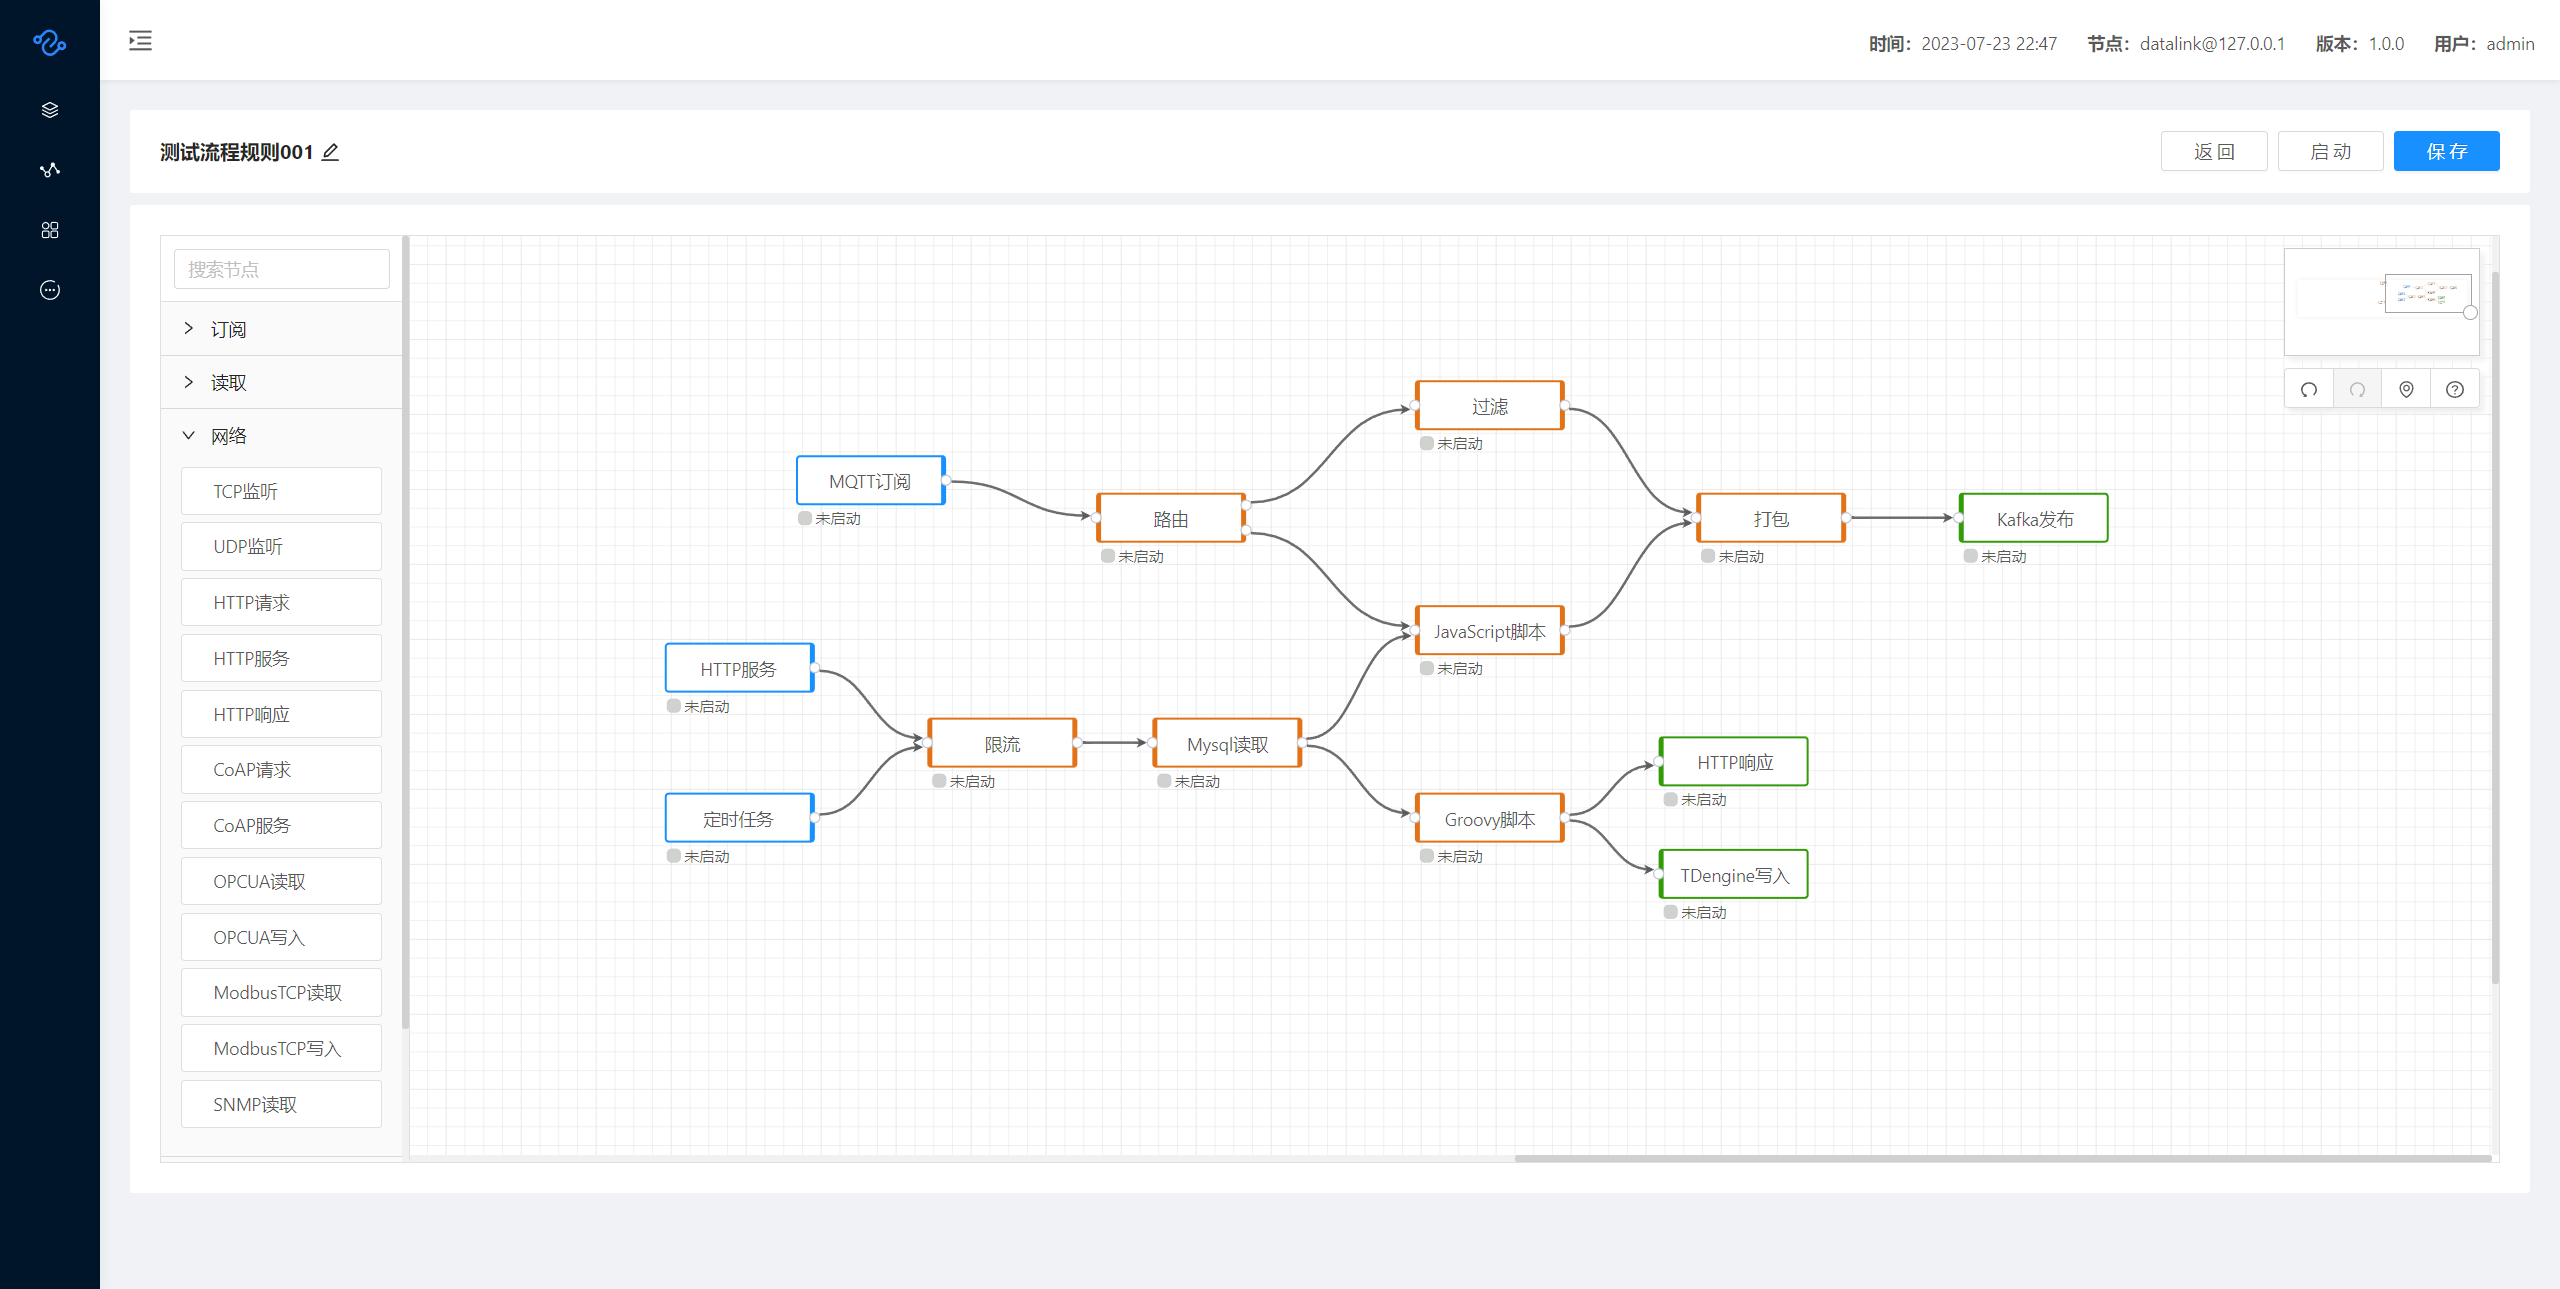 时间：2023-07-23 22:47 节点：datalink@127.0.0.1 版本：1.0.0 用户：admin
测试流程规则001
返 回
启 动
保 存
搜索节点
订阅
读取
网络
TCP监听
UDP监听
HTTP请求
HTTP服务
HTTP响应
CoAP请求
CoAP服务
OPCUA读取
OPCUA写入
ModbusTCP读取
ModbusTCP写入
SNMP读取
过滤
未启动
MQTT订阅
未启动
路由
未启动
打包
未启动
Kafka发布
未启动
JavaScript脚本
未启动
HTTP服务
未启动
限流
未启动
Mysql读取
未启动
HTTP响应
未启动
定时任务
未启动
Groovy脚本
未启动
TDengine写入
未启动